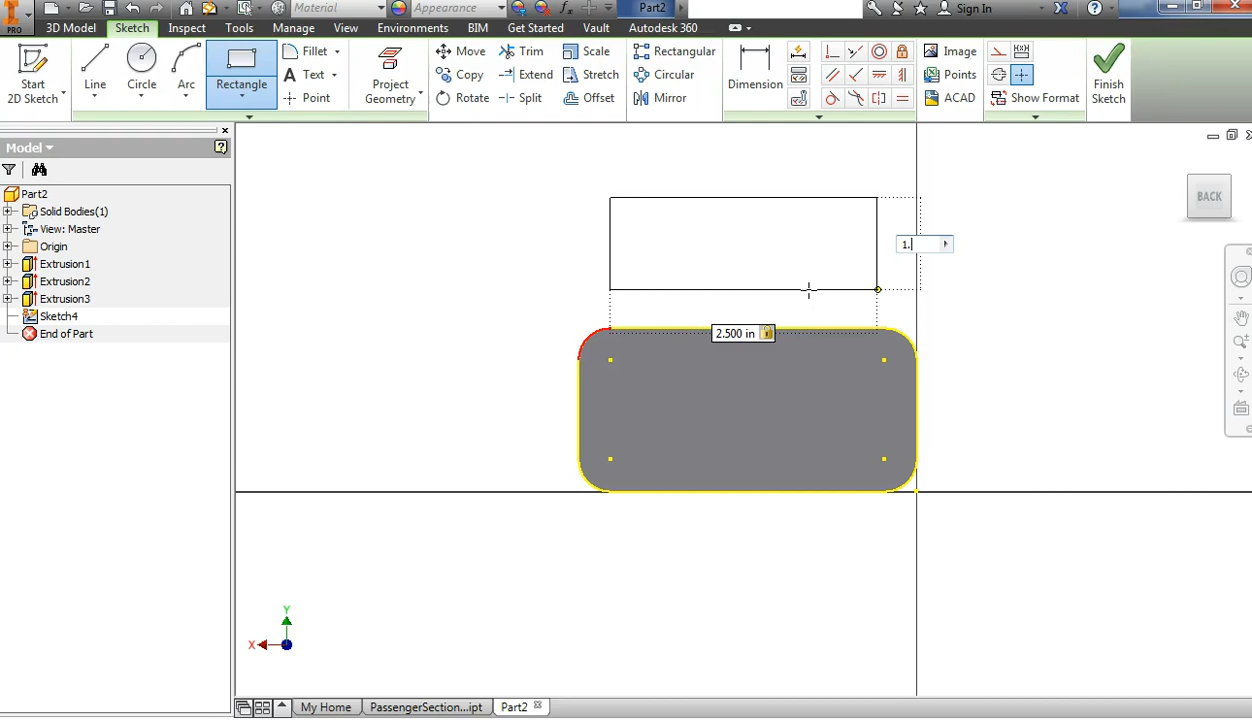 Material Appearance fx Part2 Sign In
PRO 3D Model Sketch Inspect Tools Manage View Environments BIM Get Started Vault Autodesk 360
Start 2D Sketch Line Circle Arc Rectangle Fillet Text Point Project Geometry Move Copy Rotate Trim Extend Split Scale Stretch Offset Rectangular Circular Mirror Dimension Image Points ACAD Show Format Finish Sketch
Model
Part2
Solid Bodies(1)
View: Master
Origin
Extrusion1
Extrusion2
Extrusion3
Sketch4
End of Part
BACK
1.
2.500 in
Y
X
My Home PassengerSection...ipt Part2